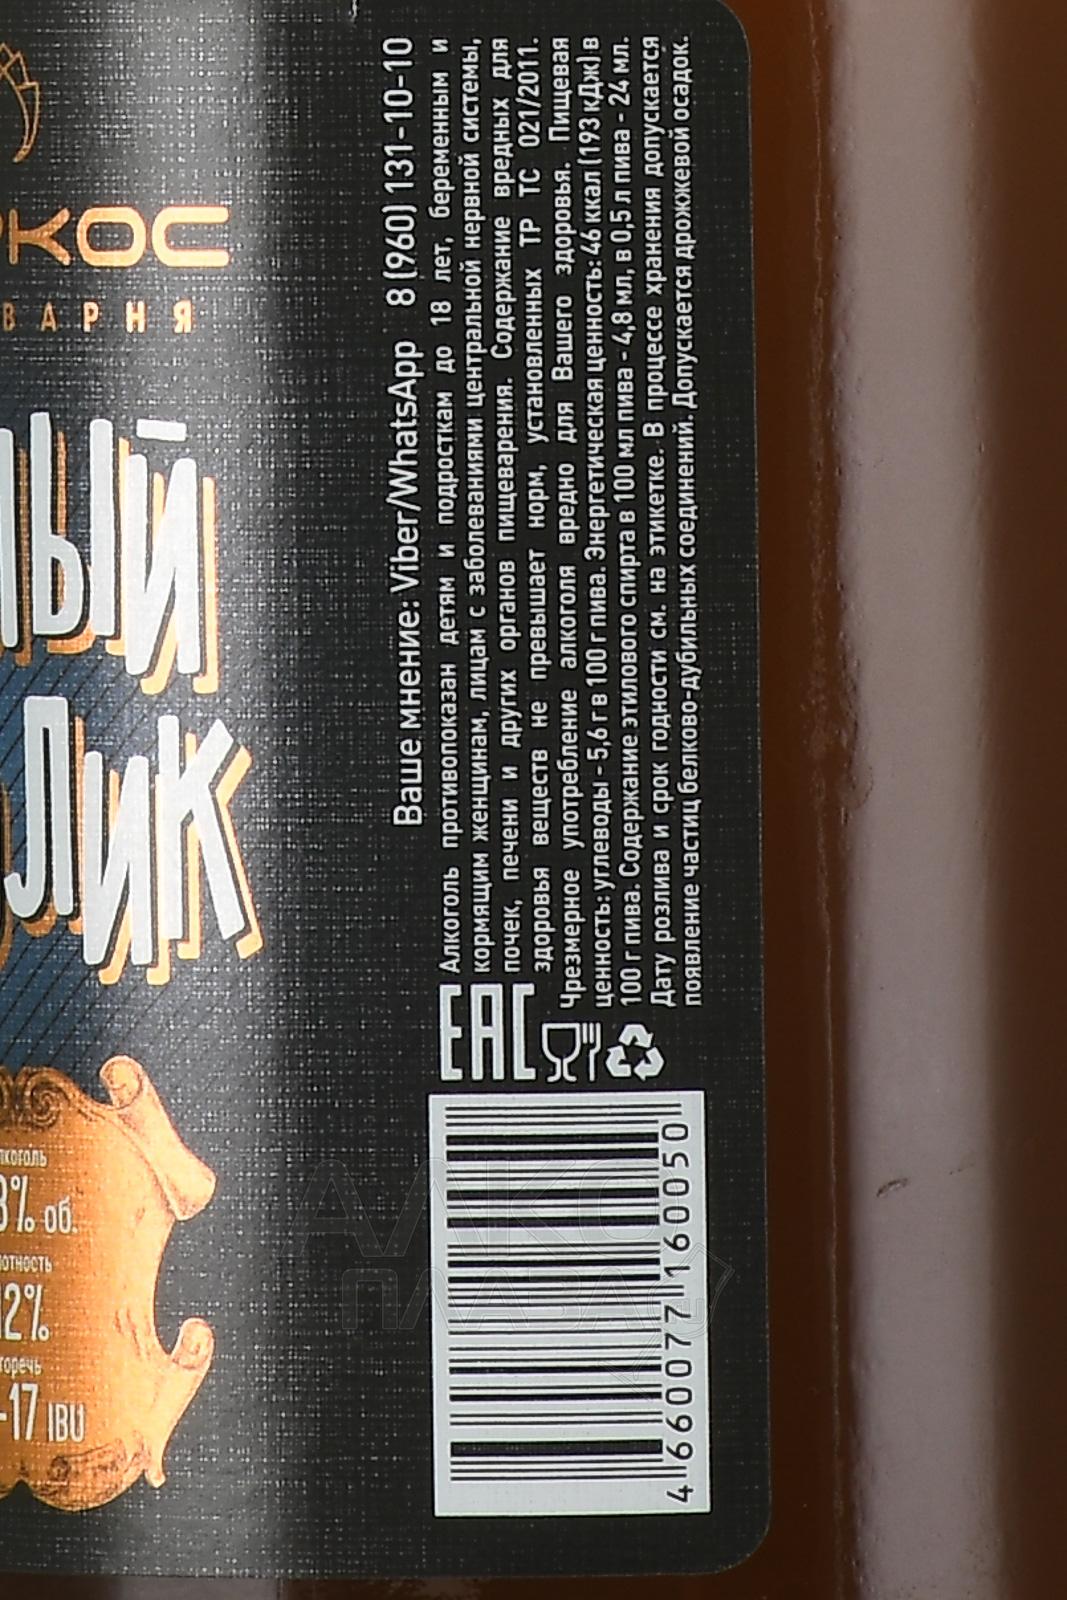 ВАРНЯ
ЛИК
об.
12%
17 IBU
Ваше мнение: Viber/WhatsApp 8 (960) 131-10-10
Алкоголь противопоказан детям и подросткам до 18 лет, беременным и
кормящим женщинам, лицам с заболеваниями центральной нервной системы,
почек, печени и других органов пищеварения. Содержание вредных для
здоровья веществ не превышает норм, установленных ТР ТС 021/2011.
Чрезмерное употребление алкоголя вредно для Вашего здоровья. Пищевая
ценность: углеводы - 5,6 г в 100 г пива. Энергетическая ценность: 46 ккал (193 кДж) в
100 г пива. Содержание этилового спирта в 100 мл пива - 4,8 мл, в 0,5 л пива - 24 мл.
Дату розлива и срок годности см. на этикетке. В процессе хранения допускается
появление частиц белково-дубильных соединений. Допускается дрожжевой осадок.
EAC
4 660077 160050
АЛКО
ПЛАЗА